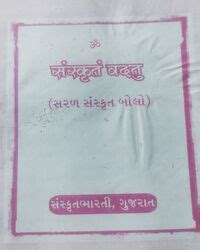 ॐ
संस्कृतं वदतु
(સરળ સંસ્કૃત બોલો)
સંસ્કૃતભારતી, ગુજરાત